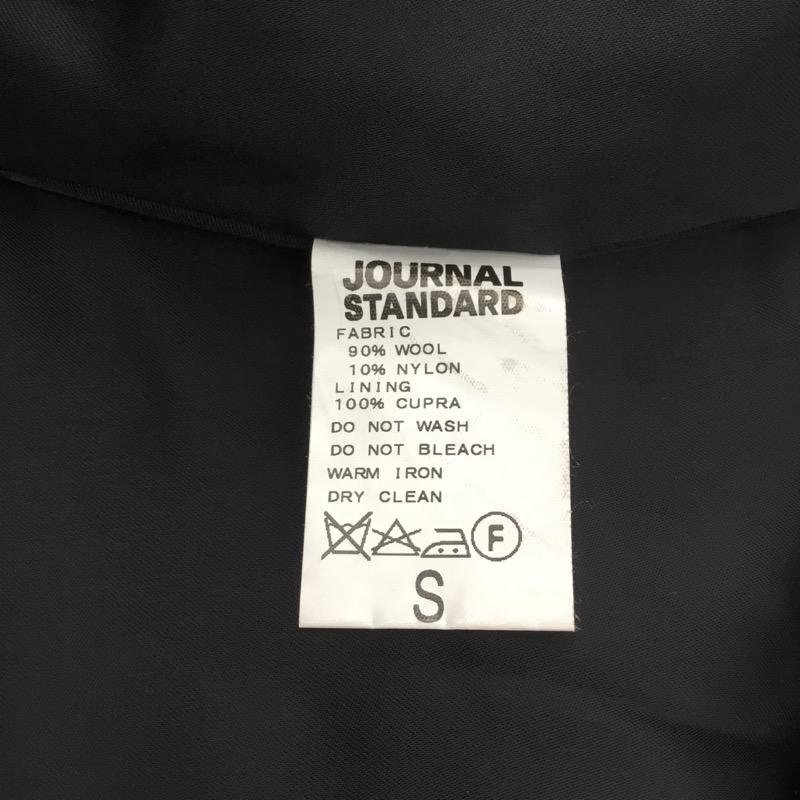 JOURNAL
STANDARD
FABRIC
90% WOOL
10% NYLON
LINING
100% CUPRA
DO NOT WASH
DO NOT BLEACH
WARM IRON
DRY CLEAN
F
S